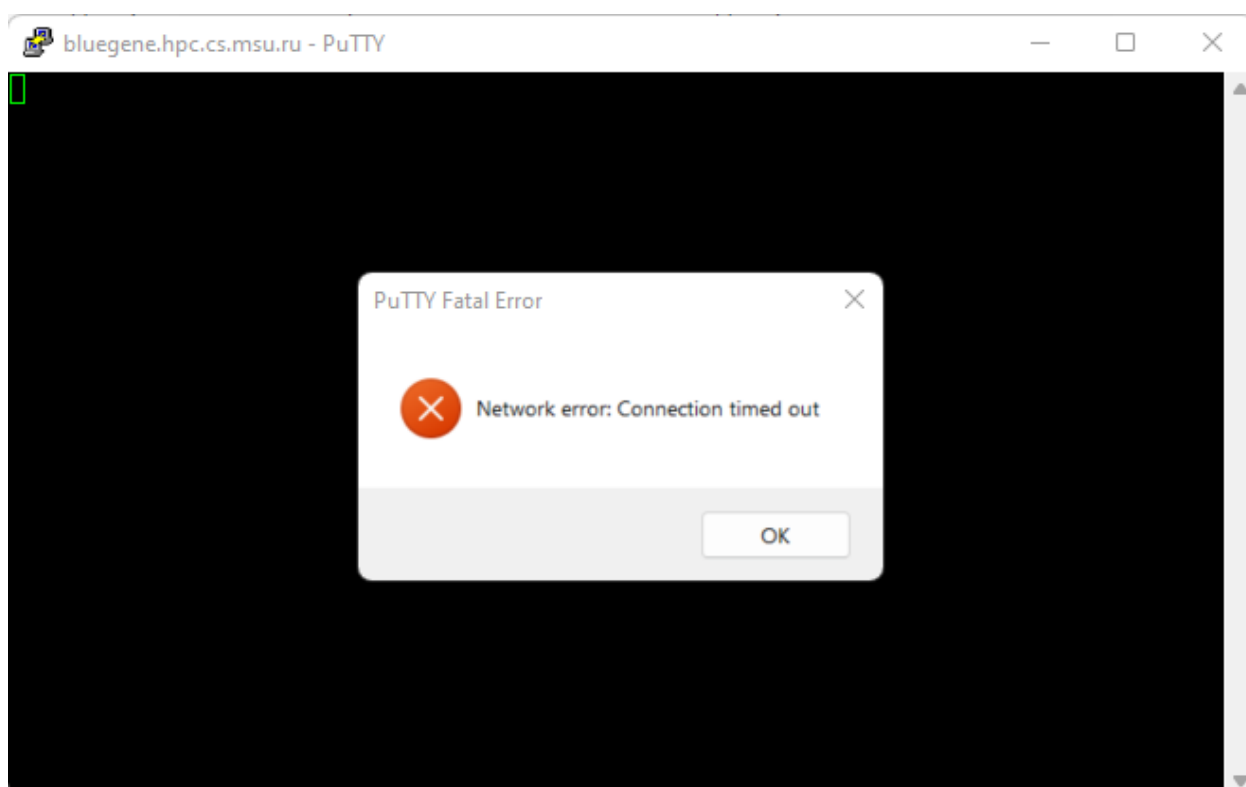 bluegene.hpc.cs.msu.ru - PuTTY
PuTTY Fatal Error
Network error: Connection timed out
OK